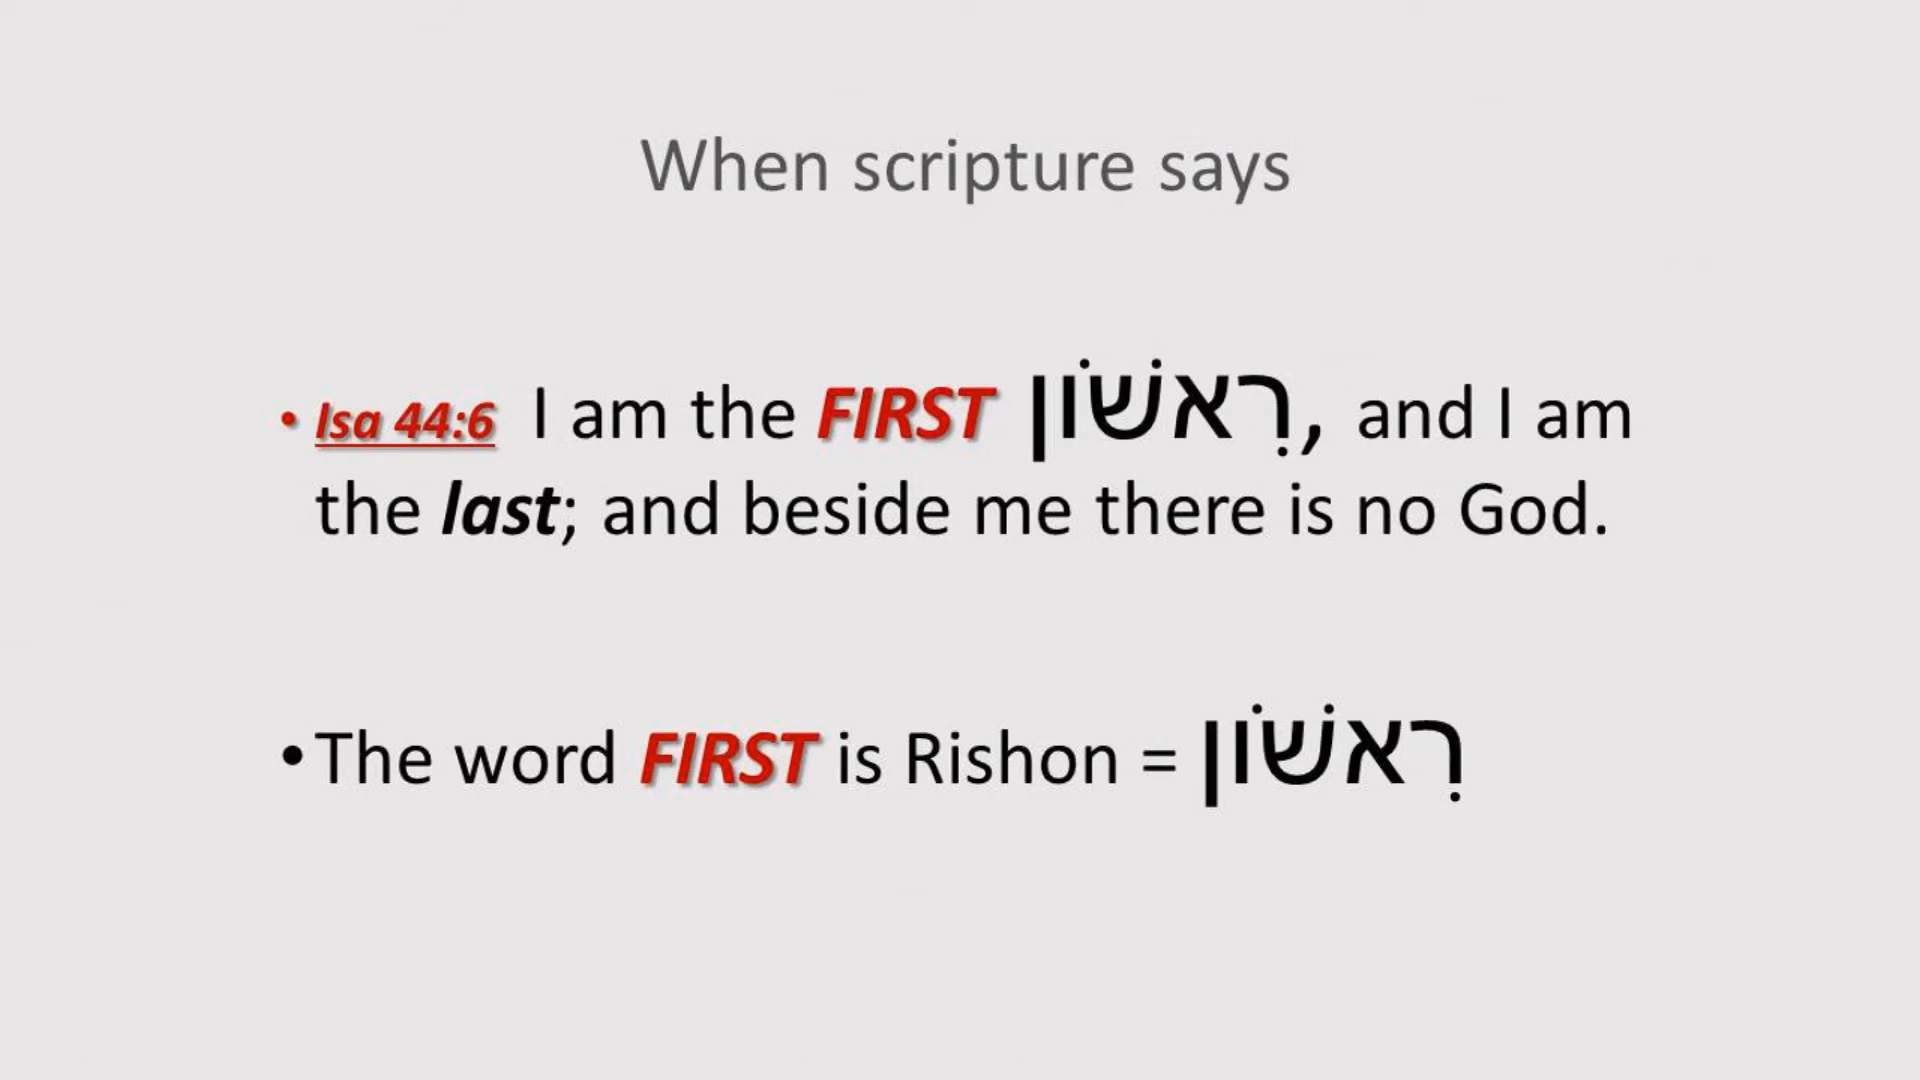 When scripture says
• Isa 44:6 I am the FIRST רִאשׁוֹן, and I am
the last; and beside me there is no God.
• The word FIRST is Rishon = רִאשׁוֹן